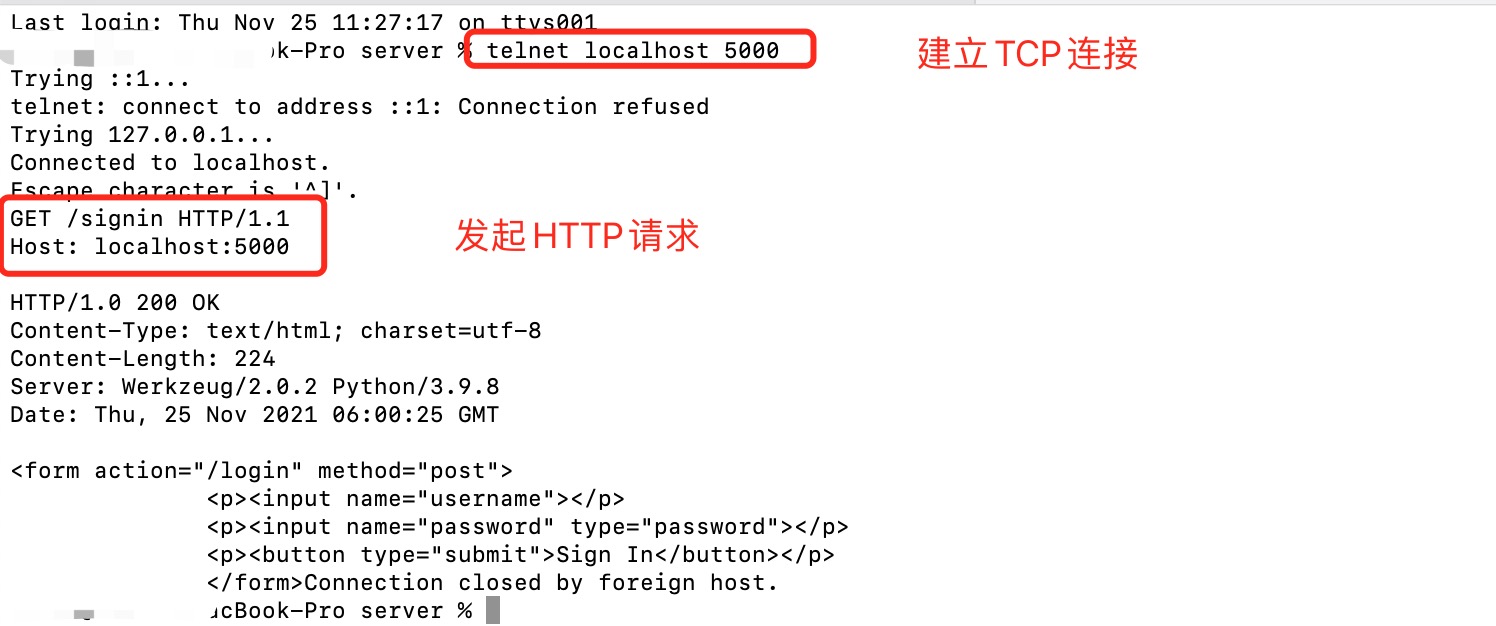 Last login: Thu Nov 25 11:27:17 on ttys001
k-Pro server % telnet localhost 5000 建立TCP连接
Trying ::1...
telnet: connect to address ::1: Connection refused
Trying 127.0.0.1...
Connected to localhost.
Escape character is '^]'.
GET /signin HTTP/1.1
Host: localhost:5000
发起HTTP请求
HTTP/1.0 200 OK
Content-Type: text/html; charset=utf-8
Content-Length: 224
Server: Werkzeug/2.0.2 Python/3.9.8
Date: Thu, 25 Nov 2021 06:00:25 GMT
<form action="/login" method="post">
<p><input name="username"></p>
<p><input name="password" type="password"></p>
<p><button type="submit">Sign In</button></p>
</form>Connection closed by foreign host.
cBook-Pro server %